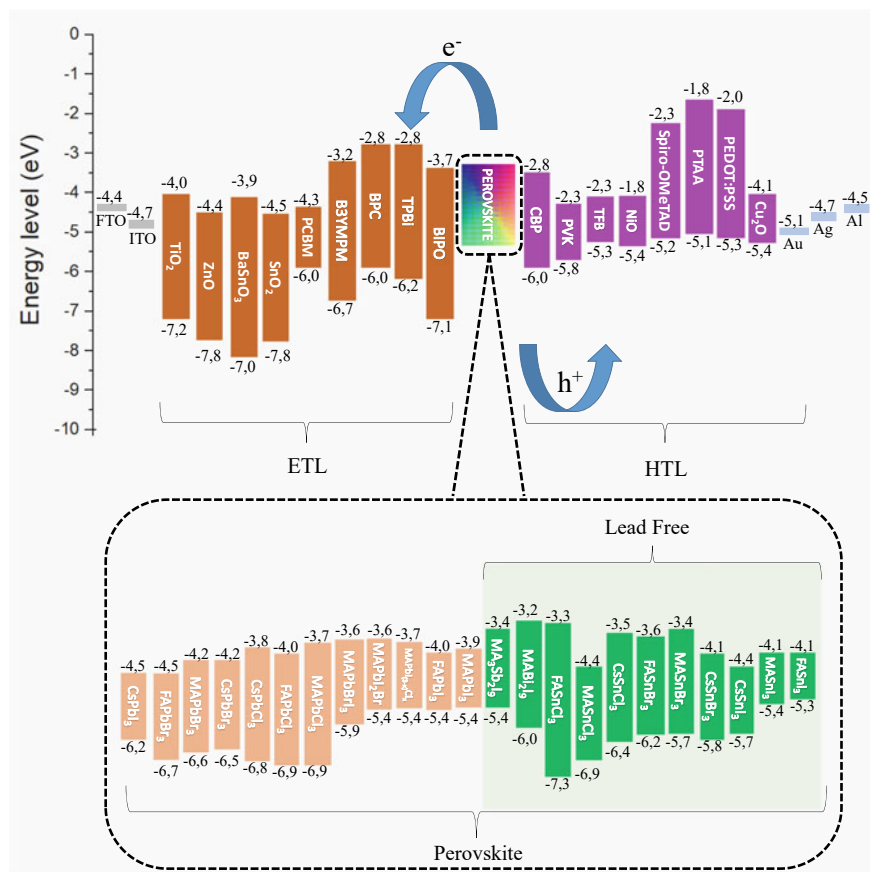 Energy level (eV)
0
-1
-2
-3
-4
-5
-6
-7
-8
-9
-10
e-
h+
-4,4
FTO
-4,7
ITO
-4,0
TiO2
-7,2
-4,4
ZnO
-7,8
-3,9
BaSnO3
-7,0
-4,5
SnO2
-7,8
-4,3
PCBM
-6,0
-3,2
B3YMPM
-6,7
-2,8
BPC
-6,0
-2,8
TPBi
-6,2
-3,7
BIPO
-7,1
PEROVSKITE
-2,8
CBP
-6,0
-2,3
PVK
-5,8
-2,3
TFB
-5,3
-1,8
NiO
-5,4
-2,3
Spiro-OMeTAD
-5,2
-1,8
PTAA
-5,1
-2,0
PEDOT:PSS
-5,3
-4,1
Cu2O
-5,4
-5,1
Au
-4,7
Ag
-4,5
Al
ETL
HTL
Lead Free
-4,5
CsPbI3
-6,2
-4,5
FAPbBr3
-6,7
-4,2
MAPbBr3
-6,6
-4,2
CsPbBr3
-6,5
-3,8
CsPbCl3
-6,8
-4,0
FAPbCl3
-6,9
-3,7
MAPbCl3
-6,9
-3,6
MAPbBrI2
-5,9
-3,6
MAPbI2Br
-5,4
-3,7
-5,4
-4,0
FAPbI3
-5,4
-3,9
MAPbI3
-5,4
-3,4
MA3Sb2I9
-5,4
-3,2
MABi2I9
-6,0
-3,3
FASnCl3
-7,3
-4,4
MASnCl3
-6,9
-3,5
CsSnCl3
-6,4
-3,6
FASnBr3
-6,2
-3,4
MASnBr3
-5,7
-4,1
CsSnBr3
-5,8
-4,4
CsSnI3
-5,7
-4,1
MASnI3
-5,4
-4,1
FASnI3
-5,3
Perovskite